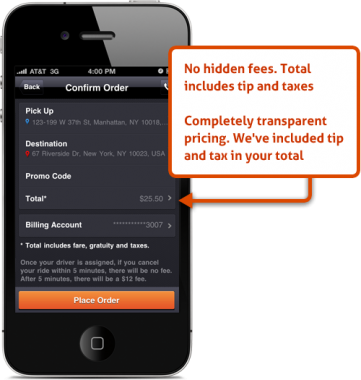 AT&T 3G 4:00 PM
Back Confirm Order
Pick Up
123-198 W 37th St, Manhattan, NY 10018,...
Destination
67 Riverside Dr, New York, NY 10023, USA
Promo Code
Total* $25.50 >
Billing Account ***********3007 >
* Total includes fare, gratuity and taxes.
Once your driver is assigned, if you cancel
your ride within 5 minutes, there will be no fee.
After 5 minutes, there will be a $12 fee.
Place Order
No hidden fees. Total
includes tip and taxes
Completely transparent
pricing. We've included tip
and tax in your total